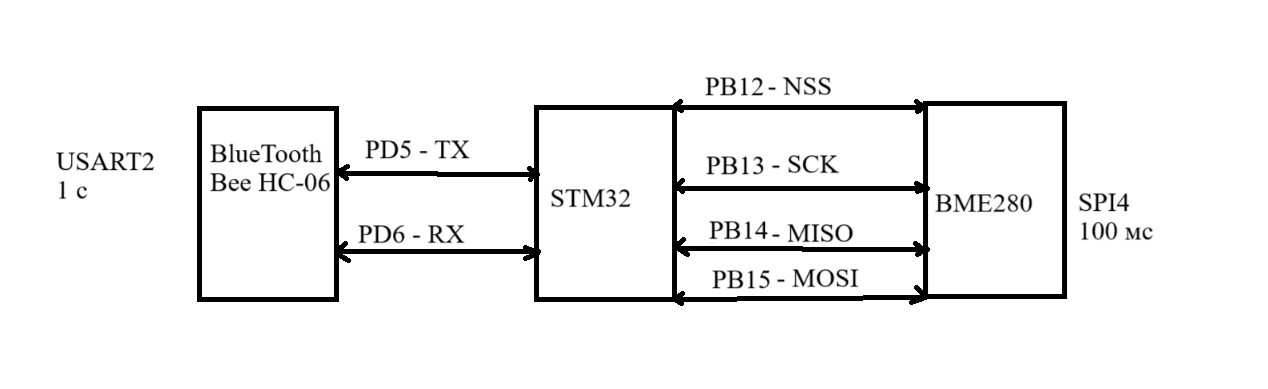 USART2
1 с
BlueTooth
Bee HC-06
PD5 - TX
PD6 - RX
STM32
PB12 - NSS
PB13 - SCK
PB14 - MISO
PB15 - MOSI
BME280
SPI4
100 мс